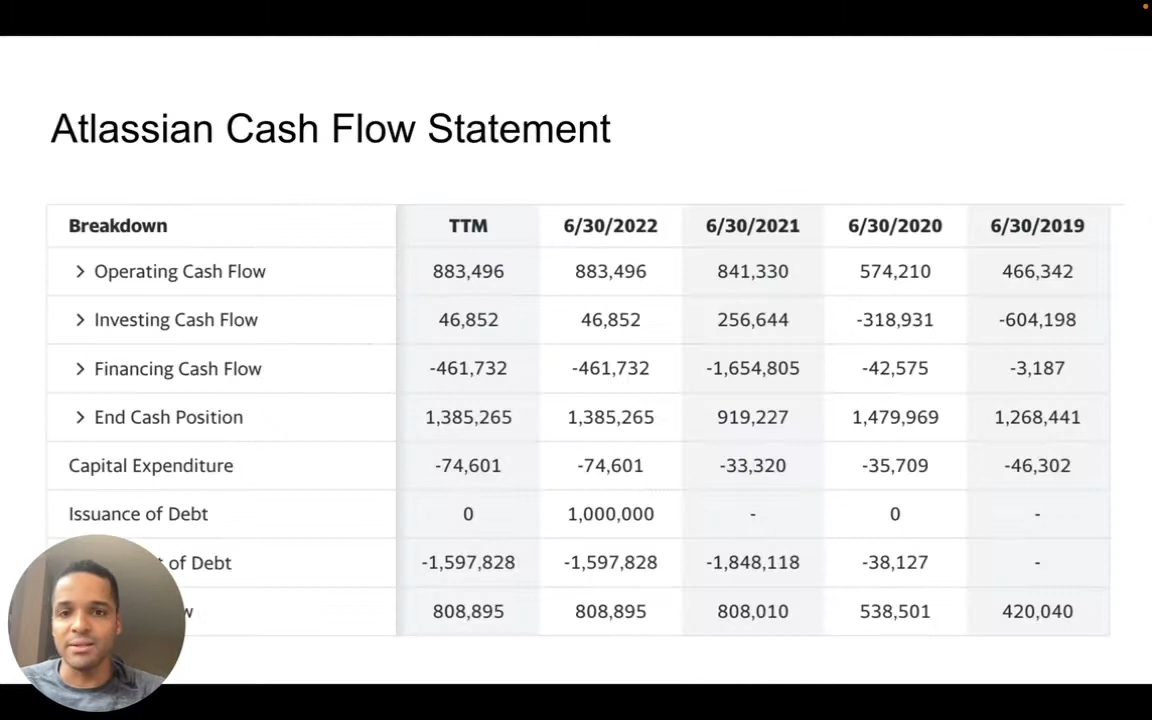 Atlassian Cash Flow Statement
Breakdown TTM 6/30/2022 6/30/2021 6/30/2020 6/30/2019
Operating Cash Flow 883,496 883,496 841,330 574,210 466,342
Investing Cash Flow 46,852 46,852 256,644 -318,931 -604,198
Financing Cash Flow -461,732 -461,732 -1,654,805 -42,575 -3,187
End Cash Position 1,385,265 1,385,265 919,227 1,479,969 1,268,441
Capital Expenditure -74,601 -74,601 -33,320 -35,709 -46,302
Issuance of Debt 0 1,000,000 - 0 -
of Debt -1,597,828 -1,597,828 -1,848,118 -38,127 -
808,895 808,895 808,010 538,501 420,040